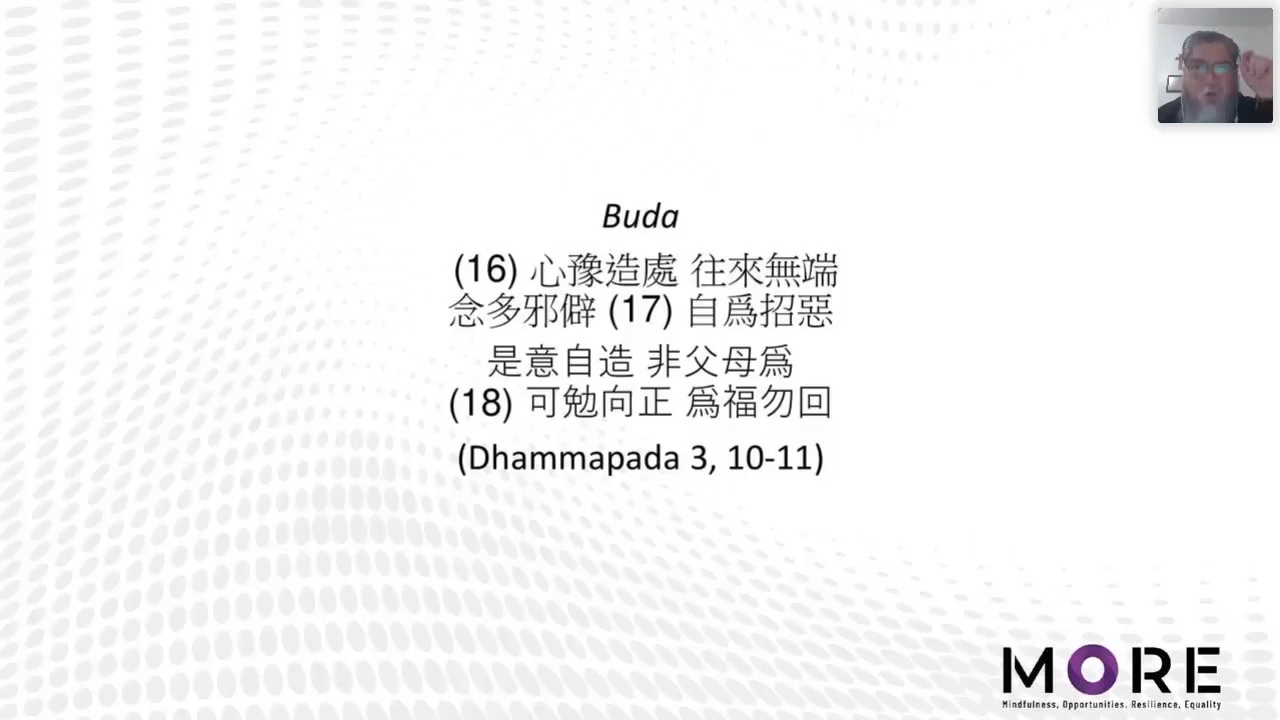 Buda
(16) 心豫造處 往來無端
念多邪僻 (17) 自爲招惡
是意自造 非父母爲
(18) 可勉向正 爲福勿回
(Dhammapada 3, 10-11)
MORE
Mindfulness, Opportunities, Resilience, Equality